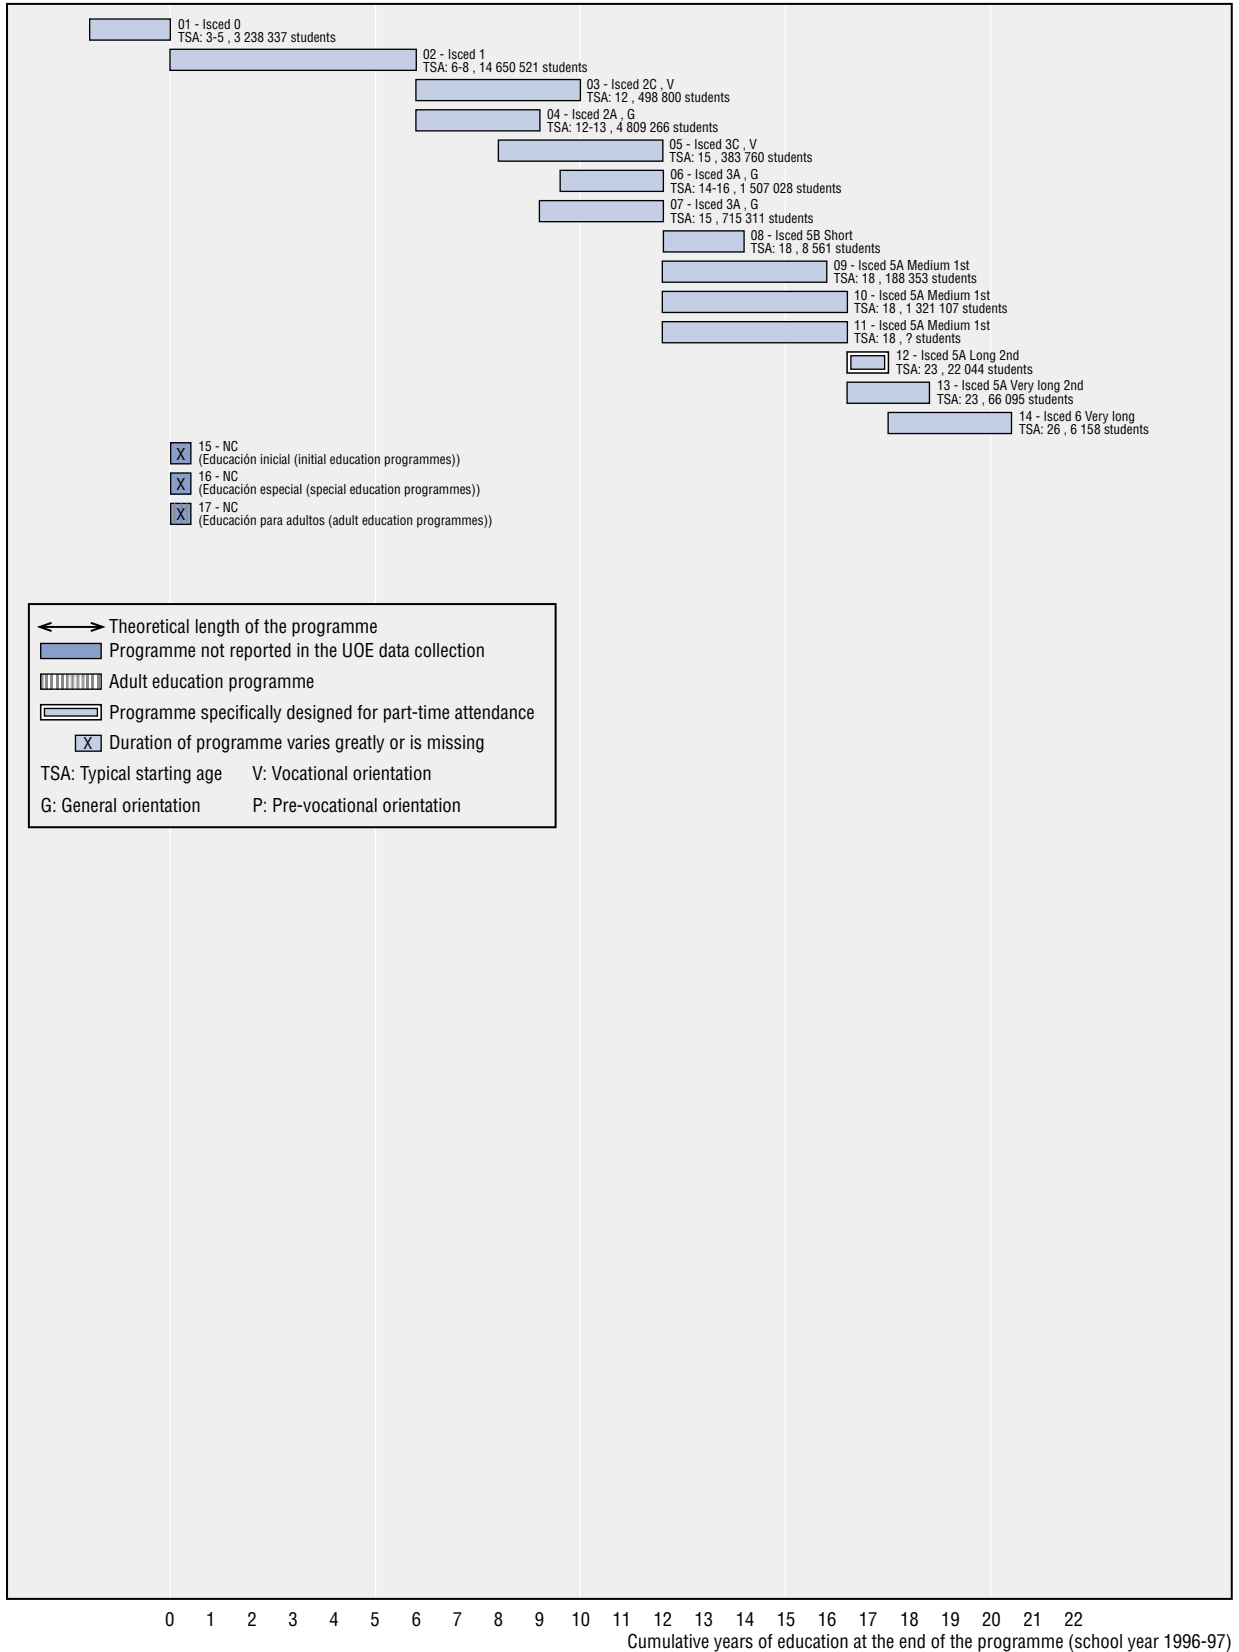 01 - Isced 0
TSA: 3-5 , 3 238 337 students
02 - Isced 1
TSA: 6-8 , 14 650 521 students
03 - Isced 2C , V
TSA: 12 , 498 800 students
04 - Isced 2A , G
TSA: 12-13 , 4 809 266 students
05 - Isced 3C , V
TSA: 15 , 383 760 students
06 - Isced 3A , G
TSA: 14-16 , 1 507 028 students
07 - Isced 3A , G
TSA: 15 , 715 311 students
08 - Isced 5B Short
TSA: 18 , 8 561 students
09 - Isced 5A Medium 1st
TSA: 18 , 188 353 students
10 - Isced 5A Medium 1st
TSA: 18 , 1 321 107 students
11 - Isced 5A Medium 1st
TSA: 18 , ? students
12 - Isced 5A Long 2nd
TSA: 23 , 22 044 students
13 - Isced 5A Very long 2nd
TSA: 23 , 66 095 students
14 - Isced 6 Very long
TSA: 26 , 6 158 students
X 15 - NC
(Educación inicial (initial education programmes))
X 16 - NC
(Educación especial (special education programmes))
X 17 - NC
(Educación para adultos (adult education programmes))
Theoretical length of the programme
Programme not reported in the UOE data collection
Adult education programme
Programme specifically designed for part-time attendance
X Duration of programme varies greatly or is missing
TSA: Typical starting age V: Vocational orientation
G: General orientation P: Pre-vocational orientation
0 1 2 3 4 5 6 7 8 9 10 11 12 13 14 15 16 17 18 19 20 21 22
Cumulative years of education at the end of the programme (school year 1996-97)